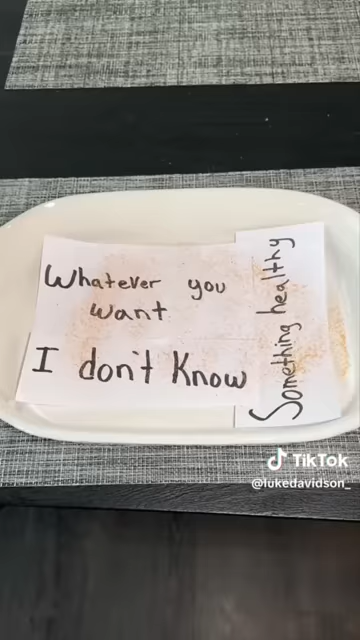 Whatever you
want
I don't Know
Something healthy
TikTok
@lukedavidson_